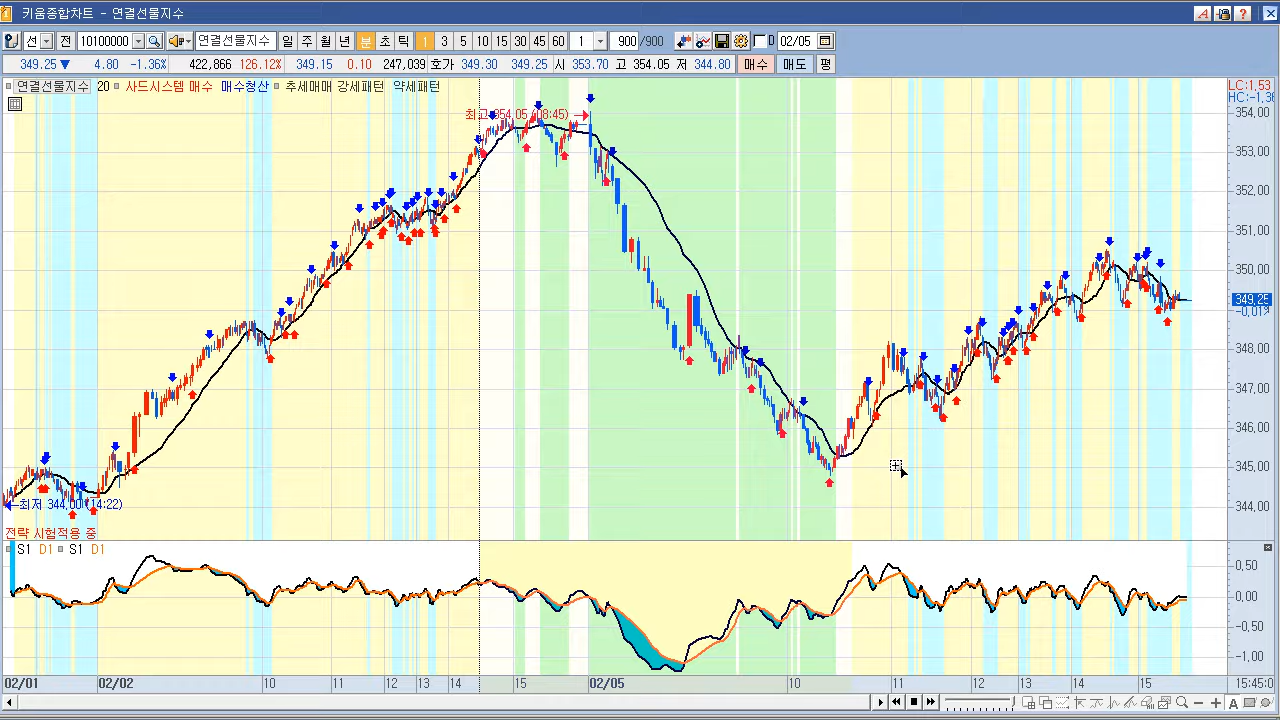 키움종합차트 - 연결선물지수
선 전 10100000 연결선물지수 일 주 월 년 분 초 틱 1 3 5 10 15 30 45 60 1 900 /900 D 02/05
349.25 ▼ 4.80 -1.36% 422,866 126.12% 349.15 0.10 247,039 호가 349.30 349.25 시 353.70 고 354.05 저 344.80 매수 매도 평
연결선물지수 20 사드시스템 매수 매수청산 추세매매 강세패턴 약세패턴
LC:1,53
HC:-1,3
최고 354,05 (08:45) →
354,00
353,00
352,00
351,00
350,00
349,25
-0,01%
348,00
347,00
346,00
345,00
344,00
←최저 344,00 (14:22)
전략 시험적용 중
S1 D1 S1 D1
0,50
0,00
-0,50
-1,00
02/01 02/02 10 11 12 13 14 15 02/05 10 11 12 13 14 15 15:45:0
A